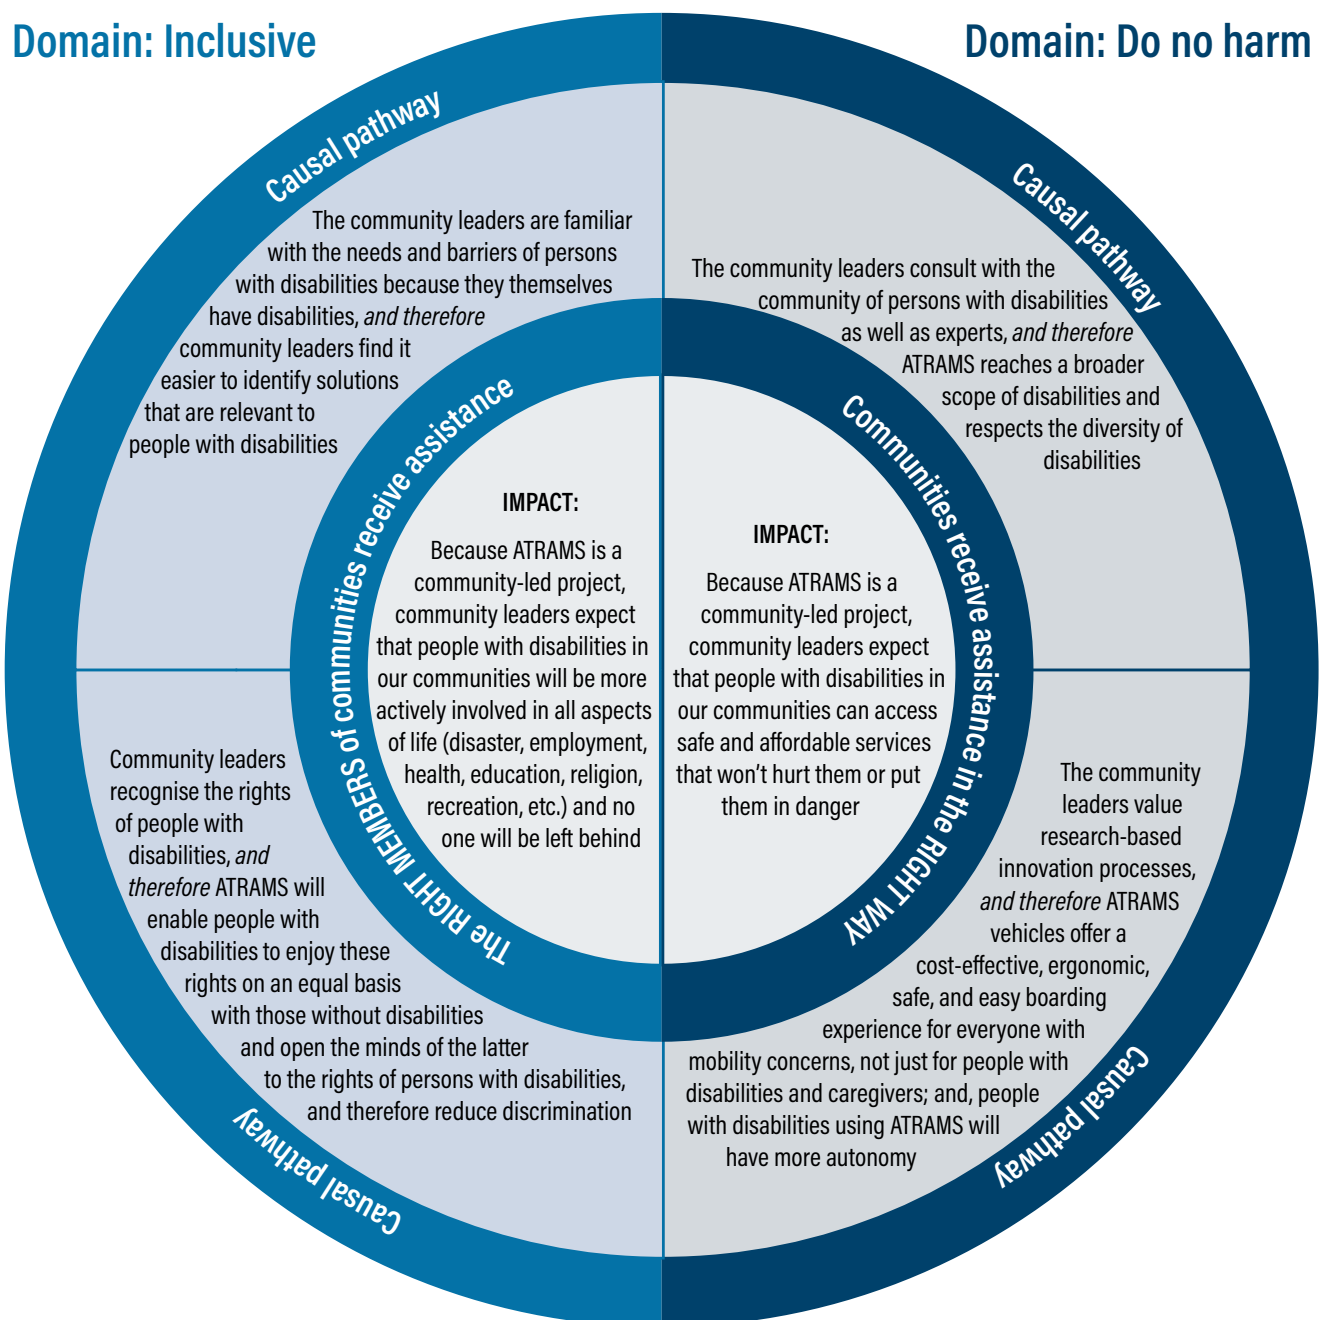 Domain: Inclusive
Causal pathway
The community leaders are familiar
with the needs and barriers of persons
with disabilities because they themselves
have disabilities, and therefore
community leaders find it
easier to identify solutions
that are relevant to
people with disabilities
The RIGHT MEMBERS of communities receive assistance
IMPACT:
Because ATRAMS is a
community-led project,
community leaders expect
that people with disabilities in
our communities will be more
actively involved in all aspects
of life (disaster, employment,
health, education, religion,
recreation, etc.) and no
one will be left behind
Community leaders
recognise the rights
of people with
disabilities, and
therefore ATRAMS will
enable people with
disabilities to enjoy these
rights on an equal basis
with those without disabilities
and open the minds of the latter
to the rights of persons with disabilities,
and therefore reduce discrimination
Causal pathway
Domain: Do no harm
Causal pathway
The community leaders consult with the
community of persons with disabilities
as well as experts, and therefore
ATRAMS reaches a broader
scope of disabilities and
respects the diversity of
disabilities
Communities receive assistance in the RIGHT WAY
IMPACT:
Because ATRAMS is a
community-led project,
community leaders expect
that people with disabilities in
our communities can access
safe and affordable services
that won't hurt them or put
them in danger
The community
leaders value
research-based
innovation processes,
and therefore ATRAMS
vehicles offer a
cost-effective, ergonomic,
safe, and easy boarding
experience for everyone with
mobility concerns, not just for people with
disabilities and caregivers; and, people
with disabilities using ATRAMS will
have more autonomy
Causal pathway